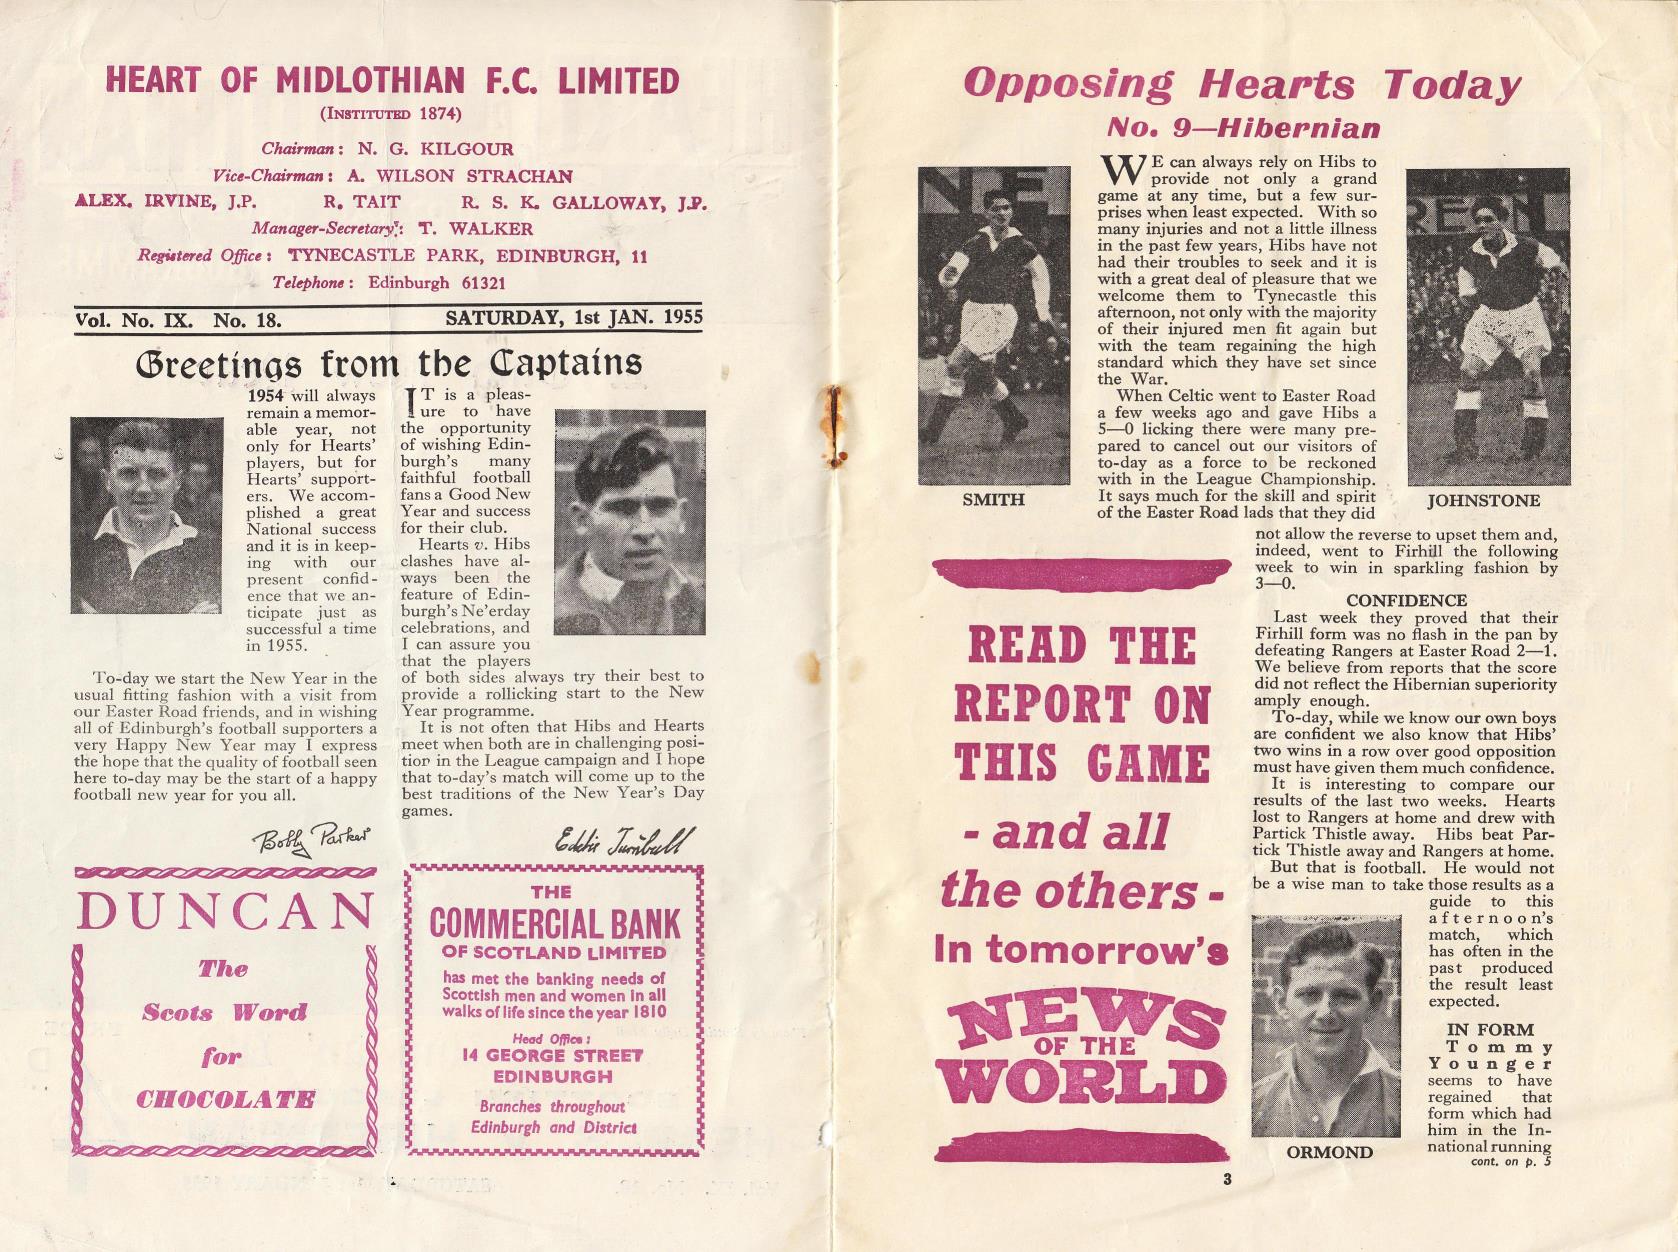 HEART OF MIDLOTHIAN F.C. LIMITED
(INSTITUTED 1874)
Chairman: N. G. KILGOUR
Vice-Chairman: A. WILSON STRACHAN
ALEX. IRVINE, J.P. R. TAIT R. S. K. GALLOWAY, J.P.
Manager-Secretary: T. WALKER
Registered Office: TYNECASTLE PARK, EDINBURGH, 11
Telephone: Edinburgh 61321
Vol. No. IX. No. 18. SATURDAY, 1st JAN. 1955
Greetings from the Captains
1954 will always
remain a memor-
able year, not
only for Hearts'
players, but for
Hearts' support-
ers. We accom-
plished a great
National success
and it is in keep-
ing with our
present confid-
ence that we an-
ticipate just as
successful a time
in 1955.
To-day we start the New Year in the
usual fitting fashion with a visit from
our Easter Road friends, and in wishing
all of Edinburgh's football supporters a
very Happy New Year may I express
the hope that the quality of football seen
here to-day may be the start of a happy
football new year for you all.
Bobby Parker
IT is a pleas-
ure to have
the opportunity
of wishing Edin-
burgh's many
faithful football
fans a Good New
Year and success
for their club.
Hearts v. Hibs
clashes have al-
ways been the
feature of Edin-
burgh's Ne'erday
celebrations, and
I can assure you
that the players
of both sides always try their best to
provide a rollicking start to the New
Year programme.
It is not often that Hibs and Hearts
meet when both are in challenging posi-
tion in the League campaign and I hope
that to-day's match will come up to the
best traditions of the New Year's Day
games.
Eddie Turnbull
DUNCAN
The
Scots Word
for
CHOCOLATE
THE
COMMERCIAL BANK
OF SCOTLAND LIMITED
has met the banking needs of
Scottish men and women in all
walks of life since the year 1810
Head Office:
14 GEORGE STREET
EDINBURGH
Branches throughout
Edinburgh and District
Opposing Hearts Today
No. 9—Hibernian
SMITH
WE can always rely on Hibs to
provide not only a grand
game at any time, but a few sur-
prises when least expected. With so
many injuries and not a little illness
in the past few years, Hibs have not
had their troubles to seek and it is
with a great deal of pleasure that we
welcome them to Tynecastle this
afternoon, not only with the majority
of their injured men fit again but
with the team regaining the high
standard which they have set since
the War.
When Celtic went to Easter Road
a few weeks ago and gave Hibs a
5—0 licking there were many pre-
pared to cancel out our visitors of
to-day as a force to be reckoned
with in the League Championship.
It says much for the skill and spirit
of the Easter Road lads that they did
JOHNSTONE
not allow the reverse to upset them and,
indeed, went to Firhill the following
week to win in sparkling fashion by
3—0.
CONFIDENCE
Last week they proved that their
Firhill form was no flash in the pan by
defeating Rangers at Easter Road 2—1.
We believe from reports that the score
did not reflect the Hibernian superiority
amply enough.
To-day, while we know our own boys
are confident we also know that Hibs'
two wins in a row over good opposition
must have given them much confidence.
It is interesting to compare our
results of the last two weeks. Hearts
lost to Rangers at home and drew with
Partick Thistle away. Hibs beat Par-
tick Thistle away and Rangers at home.
But that is football. He would not
be a wise man to take those results as a
guide to this
afternoon's
match, which
has often in the
past produced
the result least
expected.
IN FORM
Tommy
Younger
seems to have
regained that
form which had
him in the In-
national running
cont. on p. 5
ORMOND
READ THE
REPORT ON
THIS GAME
- and all
the others -
In tomorrow's
NEWS
OF THE
WORLD
3